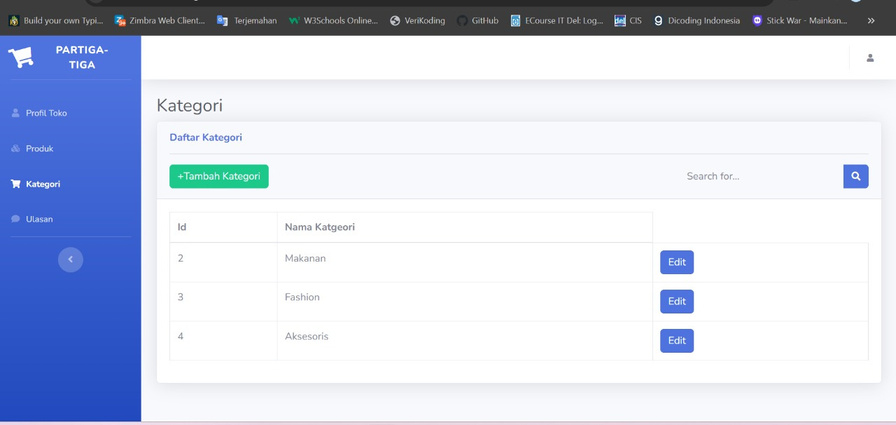 Build your own Typi...
Zimbra Web Client...
Terjemahan
W3Schools Online...
VeriKoding
GitHub
ECourse IT Del: Log...
CIS
Dicoding Indonesia
Stick War - Mainkan...
»
PARTIGA-
TIGA
Profil Toko
Produk
Kategori
Ulasan
Kategori
Daftar Kategori
+Tambah Kategori
Search for...
Id Nama Katgeori
2 Makanan Edit
3 Fashion Edit
4 Aksesoris Edit